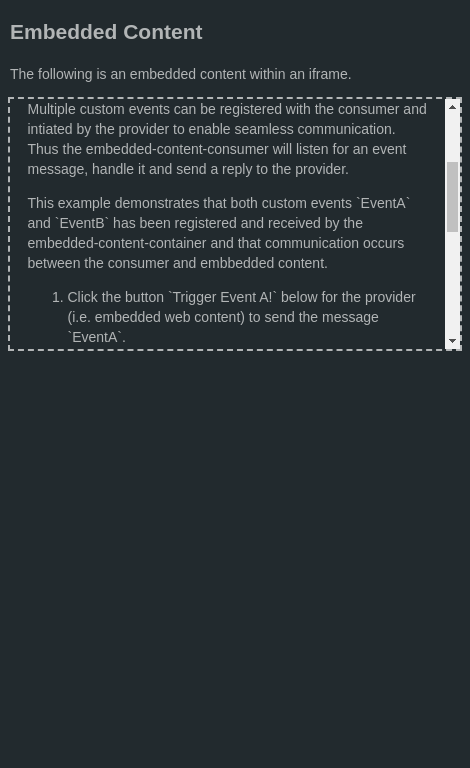 Embedded Content
The following is an embedded content within an iframe.
Multiple custom events can be registered with the consumer and
intiated by the provider to enable seamless communication.
Thus the embedded-content-consumer will listen for an event
message, handle it and send a reply to the provider.
This example demonstrates that both custom events `EventA`
and `EventB` has been registered and received by the
embedded-content-container and that communication occurs
between the consumer and embbedded content.
1. Click the button `Trigger Event A!` below for the provider
(i.e. embedded web content) to send the message
`EventA`.